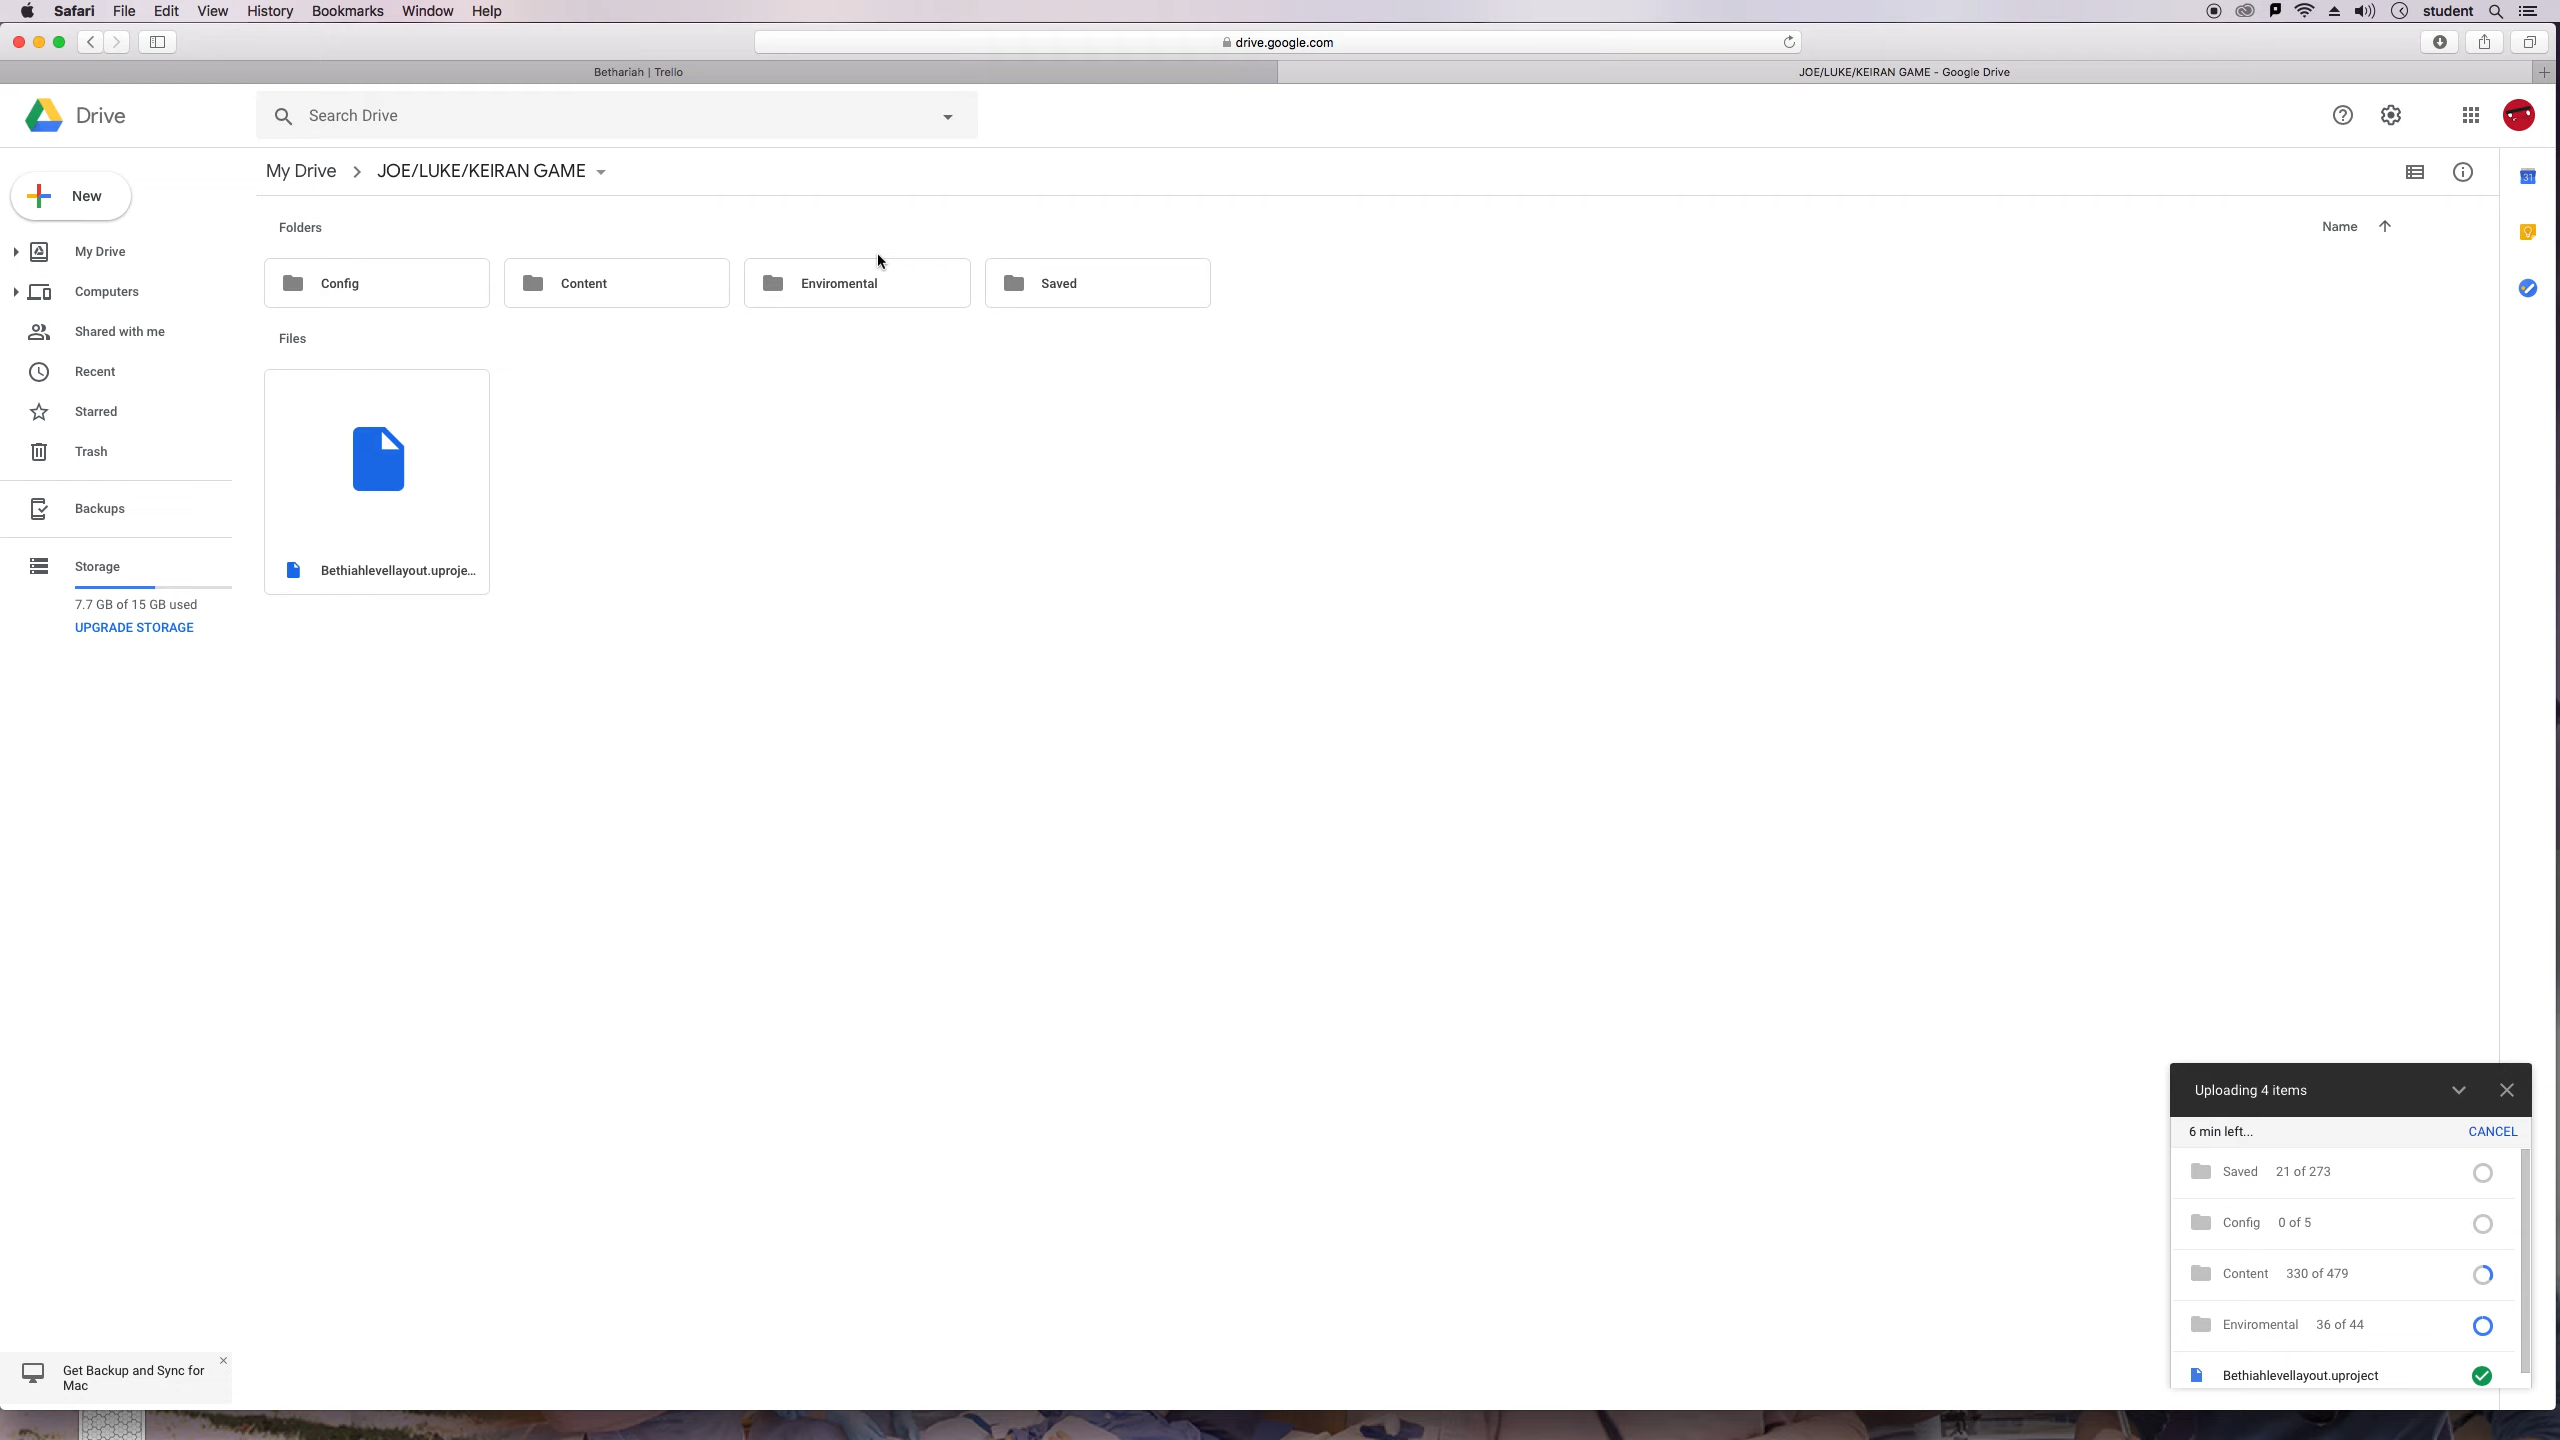 Safari File Edit View History Bookmarks Window Help student
drive.google.com
Bethariah | Trello JOE/LUKE/KEIRAN GAME - Google Drive
Drive Search Drive
My Drive JOE/LUKE/KEIRAN GAME
New
Folders Name
My Drive
Computers
Shared with me
Recent
Starred
Trash
Backups
Storage
7.7 GB of 15 GB used
UPGRADE STORAGE
Config Content Enviromental Saved
Files
Bethiahlevellayout.uproje...
31
Uploading 4 items
6 min left... CANCEL
Saved 21 of 273
Config 0 of 5
Content 330 of 479
Enviromental 36 of 44
Bethiahlevellayout.uproject
Get Backup and Sync for
Mac